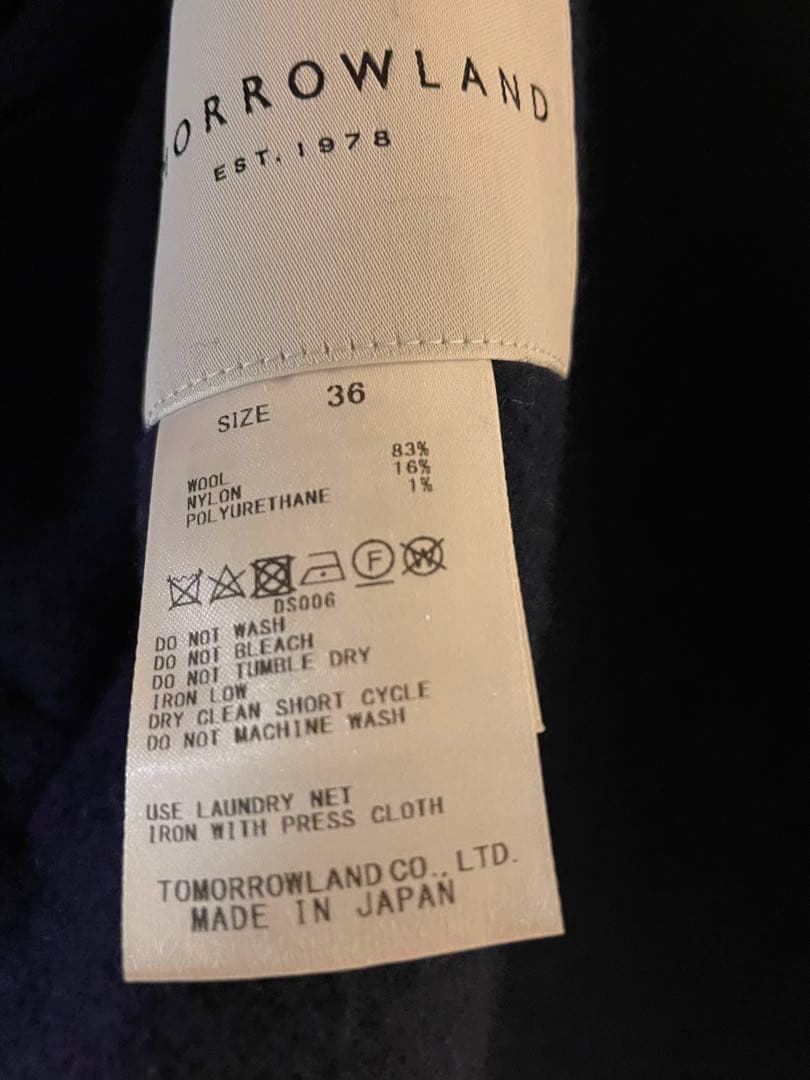 MORROWLAND
EST. 1978
SIZE 36
WOOL 83%
NYLON 16%
POLYURETHANE 1%
F W
DS006
DO NOT WASH
DO NOT BLEACH
DO NOT TUMBLE DRY
IRON LOW
DRY CLEAN SHORT CYCLE
DO NOT MACHINE WASH
USE LAUNDRY NET
IRON WITH PRESS CLOTH
TOMORROWLAND CO., LTD.
MADE IN JAPAN